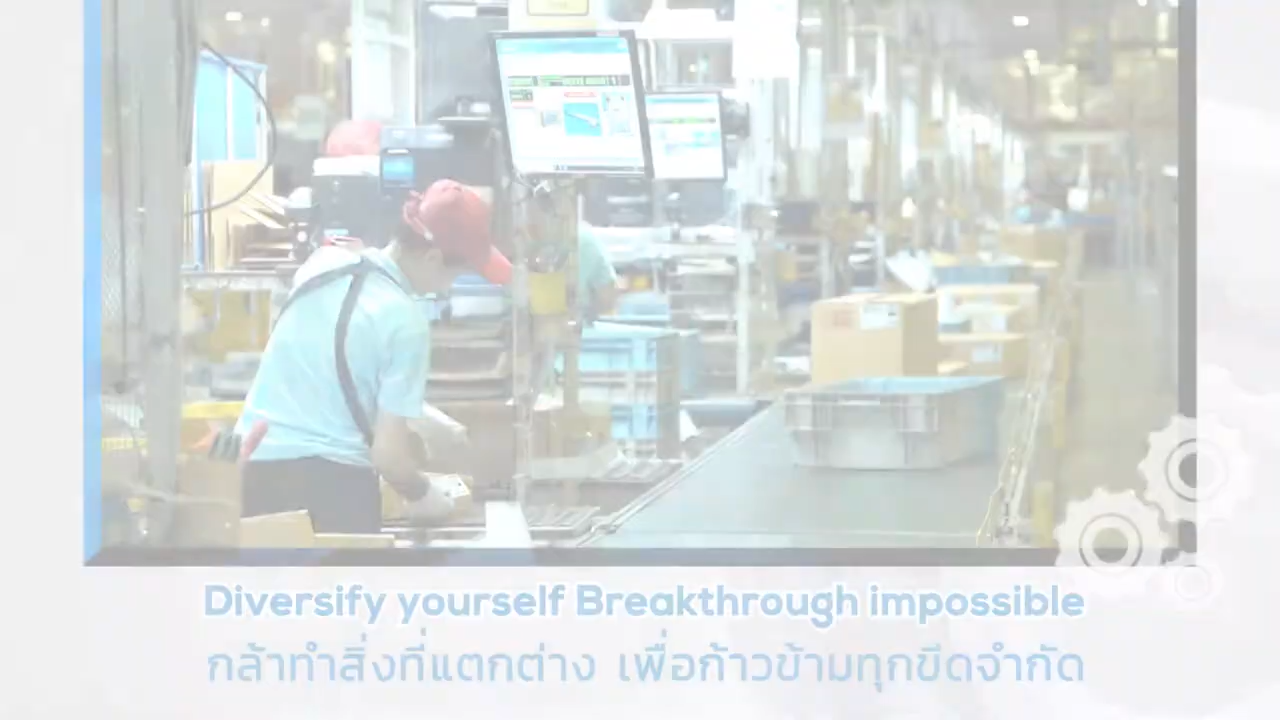 Diversify yourself Breakthrough impossible
กล้าทำสิ่งที่แตกต่าง เพื่อก้าวข้ามทุกขีดจำกัด